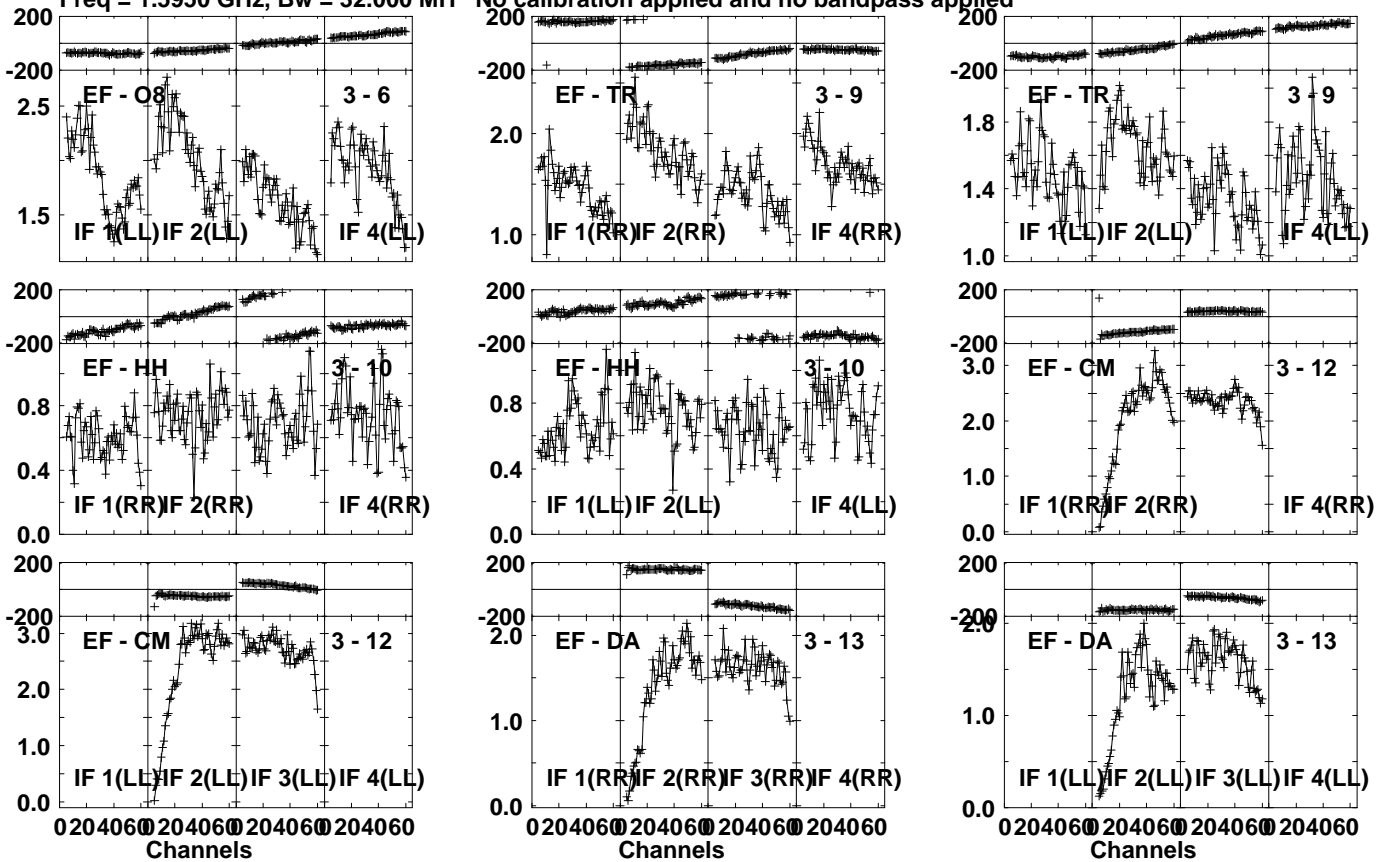 Freq = 1.5950 GHz, Bw = 32.000 MH No calibration applied and no bandpass applied
200
-200
2.5
1.5
EF - O8 3 - 6
IF 1(LL) IF 2(LL) IF 4(LL)
200
-200
2.0
1.0
EF - TR 3 - 9
IF 1(RR) IF 2(RR) IF 4(RR)
200
-200
1.8
1.4
1.0
EF - TR 3 - 9
IF 1(LL) IF 2(LL) IF 4(LL)
200
-200
0.8
0.4
0.0
EF - HH 3 - 10
IF 1(RR) IF 2(RR) IF 4(RR)
200
-200
0.8
0.4
0.0
EF - HH 3 - 10
IF 1(LL) IF 2(LL) IF 4(LL)
200
-200
3.0
2.0
1.0
0.0
EF - CM 3 - 12
IF 1(RR) IF 2(RR) IF 4(RR)
200
-200
3.0
2.0
1.0
0.0
EF - CM 3 - 12
IF 1(LL) IF 2(LL) IF 3(LL) IF 4(LL)
0 20 40 60 0 20 40 60 0 20 40 60 0 20 40 60
Channels
200
-200
2.0
1.0
0.0
EF - DA 3 - 13
IF 1(RR) IF 2(RR) IF 3(RR) IF 4(RR)
0 20 40 60 0 20 40 60 0 20 40 60 0 20 40 60
Channels
200
-200
2.0
1.0
0.0
EF - DA 3 - 13
IF 1(LL) IF 2(LL) IF 3(LL) IF 4(LL)
0 20 40 60 0 20 40 60 0 20 40 60 0 20 40 60
Channels